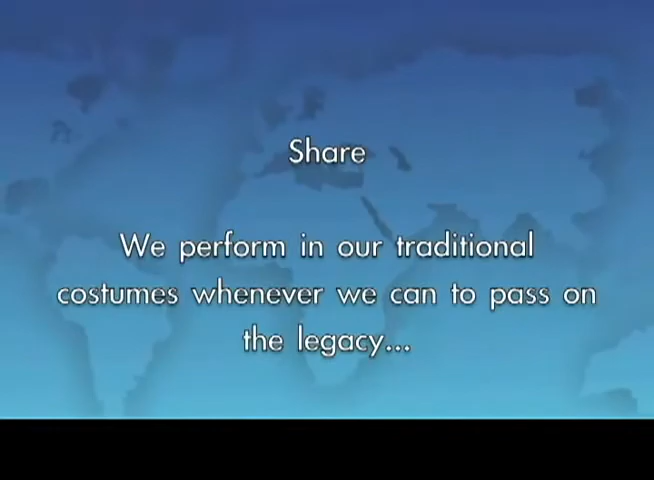 Share
We perform in our traditional
costumes whenever we can to pass on
the legacy...